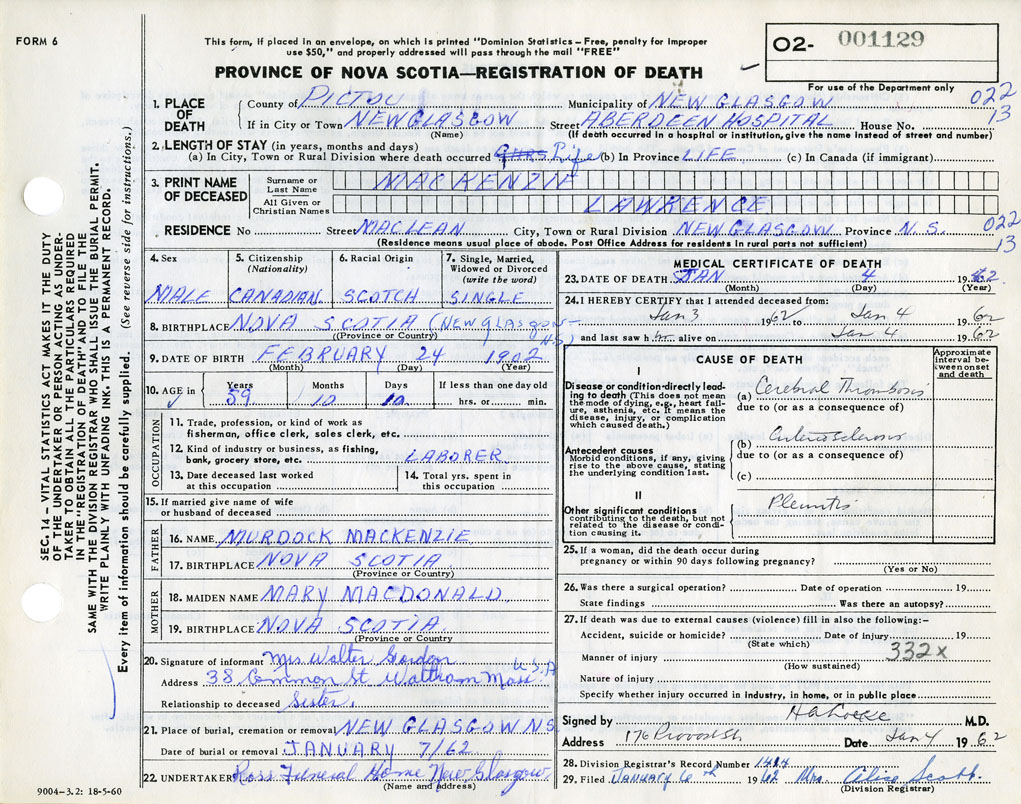 FORM 6
This form, if placed in an envelope, on which is printed "Dominion Statistics – Free, penalty for improper
use $50," and properly addressed will pass through the mail "FREE"
PROVINCE OF NOVA SCOTIA—REGISTRATION OF DEATH
O2- 001129
For use of the Department only
022
13
1. PLACE OF DEATH
County of PICTOU Municipality of NEW GLASGOW
If in City or Town NEW GLASGOW Street ABERDEEN HOSPITAL House No.
(Name) (If death occurred in a hospital or institution, give the name instead of street and number)
2. LENGTH OF STAY (in years, months and days)
(a) In City, Town or Rural Division where death occurred Life (b) In Province LIFE (c) In Canada (if immigrant)
3. PRINT NAME OF DECEASED
Surname or Last Name MACKENZIE
All Given or Christian Names LAWRENCE
RESIDENCE No Street MACLEAN City, Town or Rural Division NEW GLASGOW Province N.S.
022
13
(Residence means usual place of abode. Post Office Address for residents in rural parts not sufficient)
4. Sex
MALE
5. Citizenship
(Nationality)
CANADIAN
6. Racial Origin
SCOTCH
7. Single, Married,
Widowed or Divorced
(write the word)
SINGLE
8. BIRTHPLACE NOVA SCOTIA (NEW GLASGOW NS)
(Province or Country)
9. DATE OF BIRTH FEBRUARY 24 1902
(Month) (Day) (Year)
10. AGE in
Years 59
Months 10
Days 10
If less than one day old
hrs. or min.
OCCUPATION
11. Trade, profession, or kind of work as
fisherman, office clerk, sales clerk, etc.
12. Kind of industry or business, as fishing,
bank, grocery store, etc. LABORER
13. Date deceased last worked
at this occupation
14. Total yrs. spent in
this occupation
15. If married give name of wife
or husband of deceased
FATHER
16. NAME MURDOCK MACKENZIE
17. BIRTHPLACE NOVA SCOTIA
(Province or Country)
MOTHER
18. MAIDEN NAME MARY MACDONALD
19. BIRTHPLACE NOVA SCOTIA
(Province or Country
20. Signature of informant Mrs Walter Gordon
Address 38 Common St Waltham Mass U.S.A
Relationship to deceased Sister.
21. Place of burial, cremation or removal NEW GLASGOW NS
Date of burial or removal JANUARY 7/62
22. UNDERTAKER Ross Funeral Home New Glasgow
(Name and address)
9004-3.2: 18-5-60
MEDICAL CERTIFICATE OF DEATH
23. DATE OF DEATH JAN 4 1962
(Month) (Day) (Year)
24. I HEREBY CERTIFY that I attended deceased from:
Jan 3 1962 to Jan 4 1962
and last saw him alive on Jan 4 1962
CAUSE OF DEATH
Approximate
interval be-
tween onset
and death
I
Disease or condition-directly lead-
ing to death (This does not mean
the mode of dying, e.g., heart fail-
ure, asthenia, etc. It means the
disease, injury, or complication
which caused death.)
(a) Cerebral Thrombosis
due to (or as a consequence of)
Antecedent causes
Morbid conditions, if any, giving
rise to the above cause, stating
the underlying condition last.
(b) Arteriosclerosis
due to (or as a consequence of)
(c)
II
Other significant conditions
contributing to the death, but not
related to the disease or condi-
tion causing it.
Pleuritis
25. If a woman, did the death occur during
pregnancy or within 90 days following pregnancy?
(Yes or No)
26. Was there a surgical operation? Date of operation 19
State findings Was there an autopsy?
27. If death was due to external causes (violence) fill in also the following:-
Accident, suicide or homicide? Date of injury 19
(State which)
332x
Manner of injury
(How sustained)
Nature of injury
Specify whether injury occurred in industry, in home, or in public place
Signed by M.D.
Address 176 Provost St Date Jan 4 1962
28. Division Registrar's Record Number 1414
29. Filed January 6th 1962 Mrs. Alice Scott
(Division Registrar)
SEC. 14 – VITAL STATISTICS ACT MAKES IT THE DUTY
OF THE UNDERTAKER OR PERSON ACTING AS UNDER-
TAKER TO OBTAIN ALL THE PARTICULARS REQUIRED
IN THE "REGISTRATION OF DEATH" AND TO FILE THE
SAME WITH THE DIVISION REGISTRAR WHO SHALL ISSUE THE BURIAL PERMIT.
WRITE PLAINLY WITH UNFADING INK. THIS IS A PERMANENT RECORD.
Every item of information should be carefully supplied. (See reverse side for instructions.)